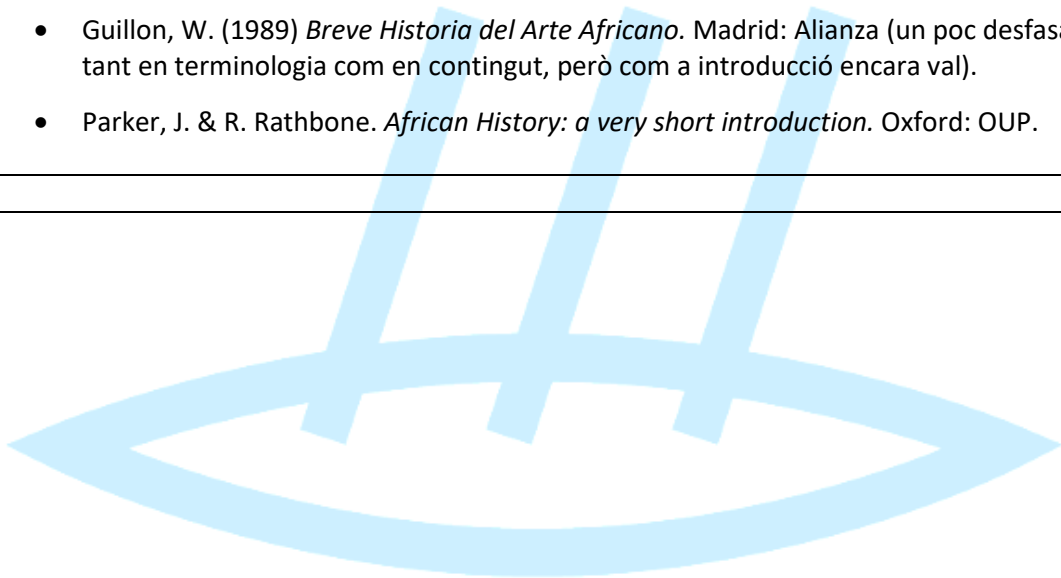 • Guillon, W. (1989) Breve Historia del Arte Africano. Madrid: Alianza (un poc
tant en terminologia com en contingut, però com a introducció encara val).
• Parker, J. & R. Rathbone. African History: a very short introduction. Oxford: OUP.